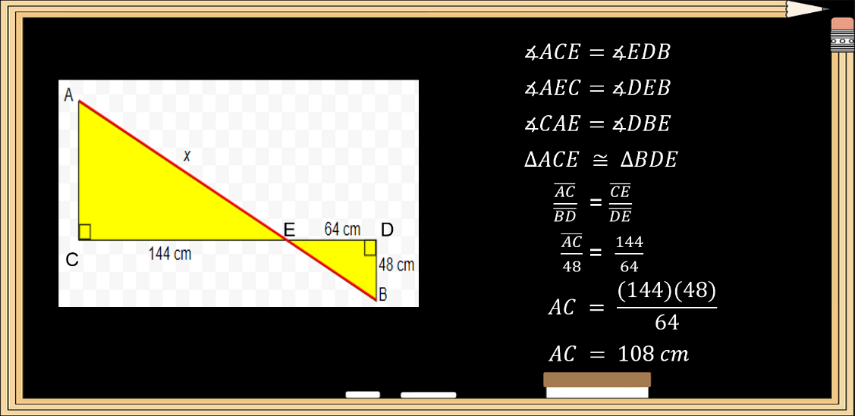 A
x
E
64 cm
D
C
144 cm
48 cm
B
∡ACE = ∡EDB
∡AEC = ∡DEB
∡CAE = ∡DBE
ΔACE ≅ ΔBDE
AC/BD = CE/DE
AC/48 = 144/64
AC = (144)(48)/64
AC = 108 cm